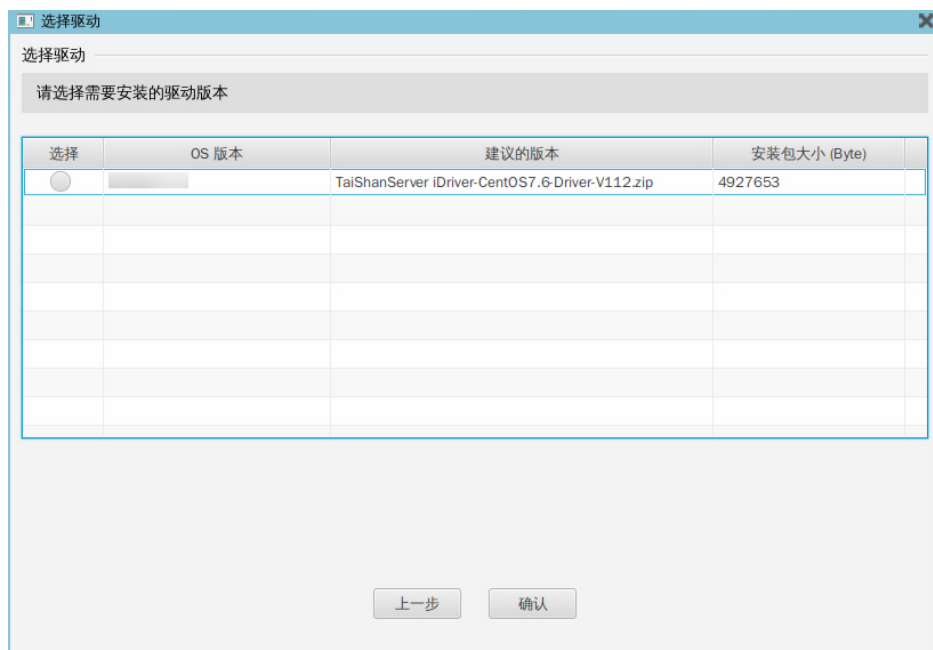 选择驱动
选择驱动
请选择需要安装的驱动版本
选择 OS 版本 建议的版本 安装包大小 (Byte)
TaiShanServer iDriver-CentOS7.6-Driver-V112.zip 4927653
上一步 确认